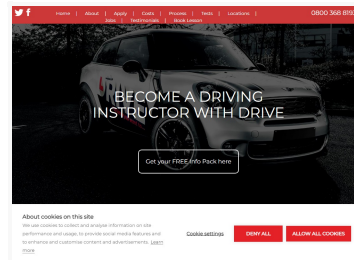 Home | About | Apply | Costs | Process | Tests | Locations |
Jobs | Testimonials | Book Lesson
0800 368 819
BECOME A DRIVING
INSTRUCTOR WITH DRIVE
Get your FREE Info Pack here
About cookies on this site
We use cookies to collect and analyse information on site
performance and usage, to provide social media features and
to enhance and customise content and advertisements. Learn
more
Cookie settings
DENY ALL
ALLOW ALL COOKIES